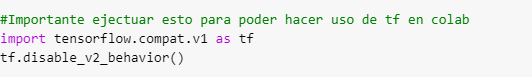 #Importante ejectuar esto para poder hacer uso de tf en colab
import tensorflow.compat.v1 as tf
tf.disable_v2_behavior()